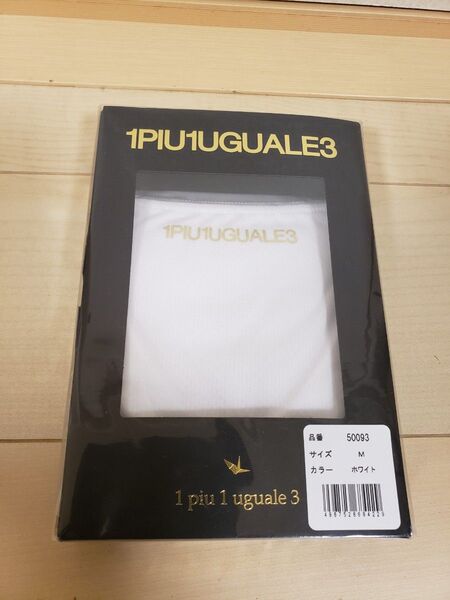 1PIU1UGUALE3
1PIU1UGUALE3
1 piu 1 uguale 3
品番 50093
サイズ M
カラー ホワイト
4967528684229